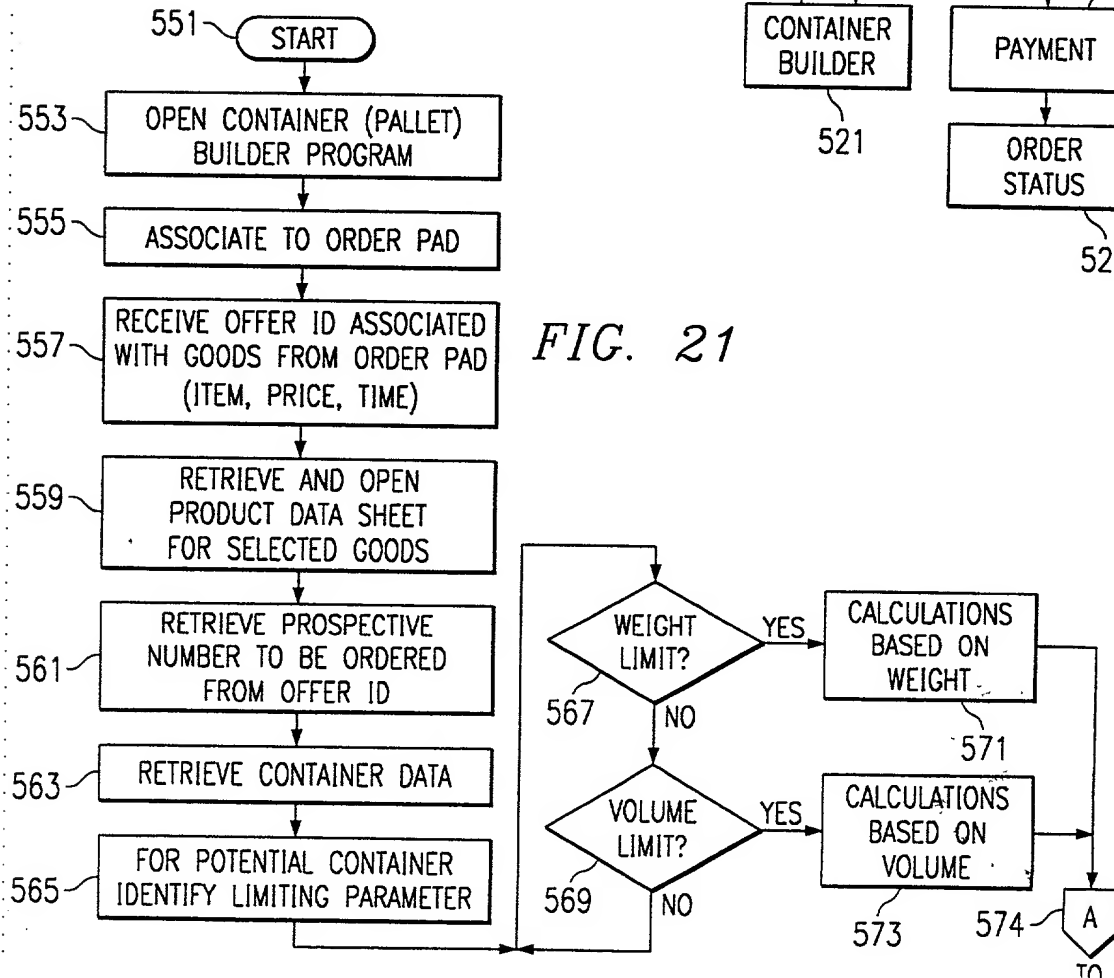 551
START
553
OPEN CONTAINER (PALLET)
BUILDER PROGRAM
555
ASSOCIATE TO ORDER PAD
557
RECEIVE OFFER ID ASSOCIATED
WITH GOODS FROM ORDER PAD
(ITEM, PRICE, TIME)
559
RETRIEVE AND OPEN
PRODUCT DATA SHEET
FOR SELECTED GOODS
561
RETRIEVE PROSPECTIVE
NUMBER TO BE ORDERED
FROM OFFER ID
563
RETRIEVE CONTAINER DATA
565
FOR POTENTIAL CONTAINER
IDENTIFY LIMITING PARAMETER
FIG. 21
CONTAINER
BUILDER
521
PAYMENT
ORDER
STATUS
WEIGHT
LIMIT?
567
YES
NO
CALCULATIONS
BASED ON
WEIGHT
571
VOLUME
LIMIT?
569
YES
NO
CALCULATIONS
BASED ON
VOLUME
573
574
A